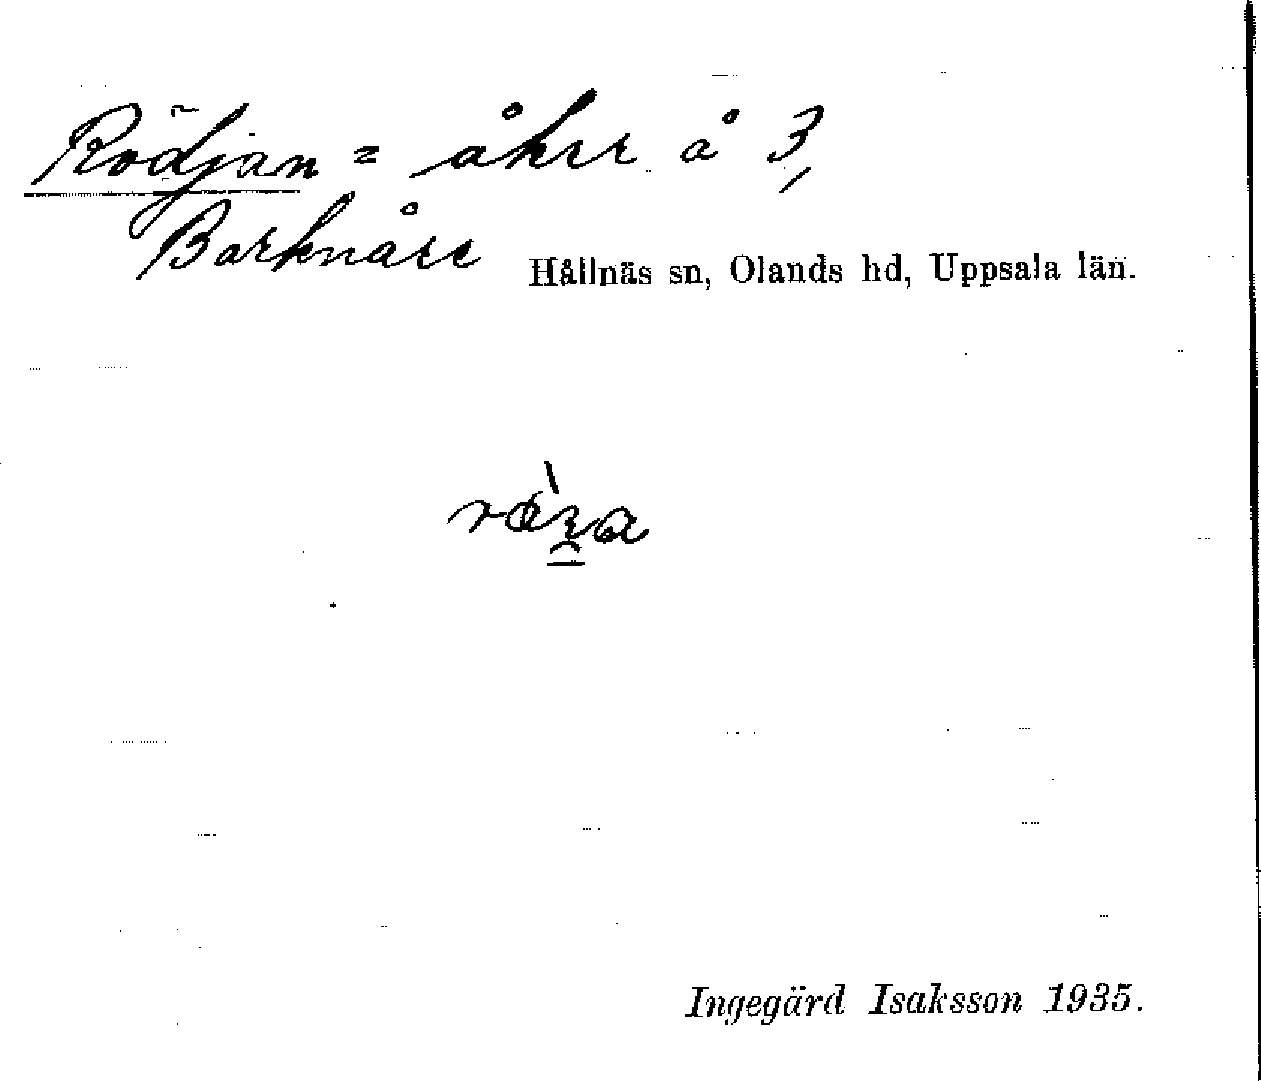 Rödjan = åker å 3,
Barknåre Hållnäs sn, Olands hd, Uppsala län.
Ingegärd Isaksson 1935.